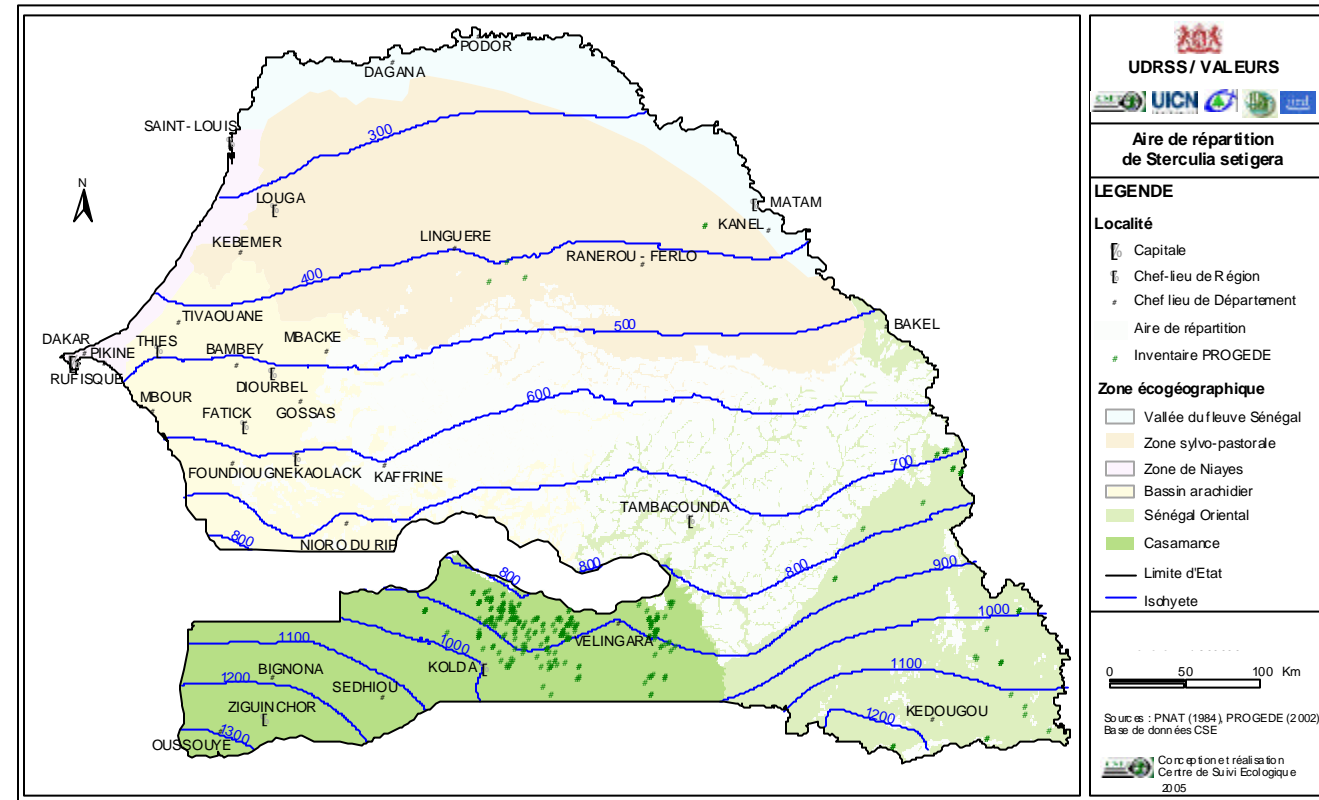 PODOR
DAGANA
SAINT-LOUIS
300
N
LOUGA
MATAM
KANEL
KEBEMER
LINGUERE
RANEROU - FERLO
400
TIVAOUANE
500
BAKEL
DAKAR
THIES
MBACKE
PIKINE
BAMBEY
RUFISQUE
DIOURBEL
MBOUR
600
FATICK
GOSSAS
FOUNDIOUGNE
KAOLACK
KAFFRINE
700
TAMBACOUNDA
800
NIORO DU RIP
800
800
800
900
1000
1100
1000
VELINGARA
BIGNONA
KOLDA
1100
1200
SEDHIOU
ZIGUINCHOR
1200
KEDOUGOU
1300
OUSSOUYE
UDRSS / VALEURS
UICN
Aire de répartition
de Sterculia setigera
LEGENDE
Localité
Capitale
Chef-lieu de Région
Chef lieu de Département
Aire de répartition
Inventaire PROGEDE
Zone écogéographique
Vallée du fleuve Sénégal
Zone sylvo-pastorale
Zone de Niayes
Bassin arachidier
Sénégal Oriental
Casamance
Limite d'Etat
Isohyete
0 50 100 Km
Sources : PNAT (1984), PROGEDE (2002)
Base de données CSE
Conception et réalisation
Centre de Suivi Ecologique
2005